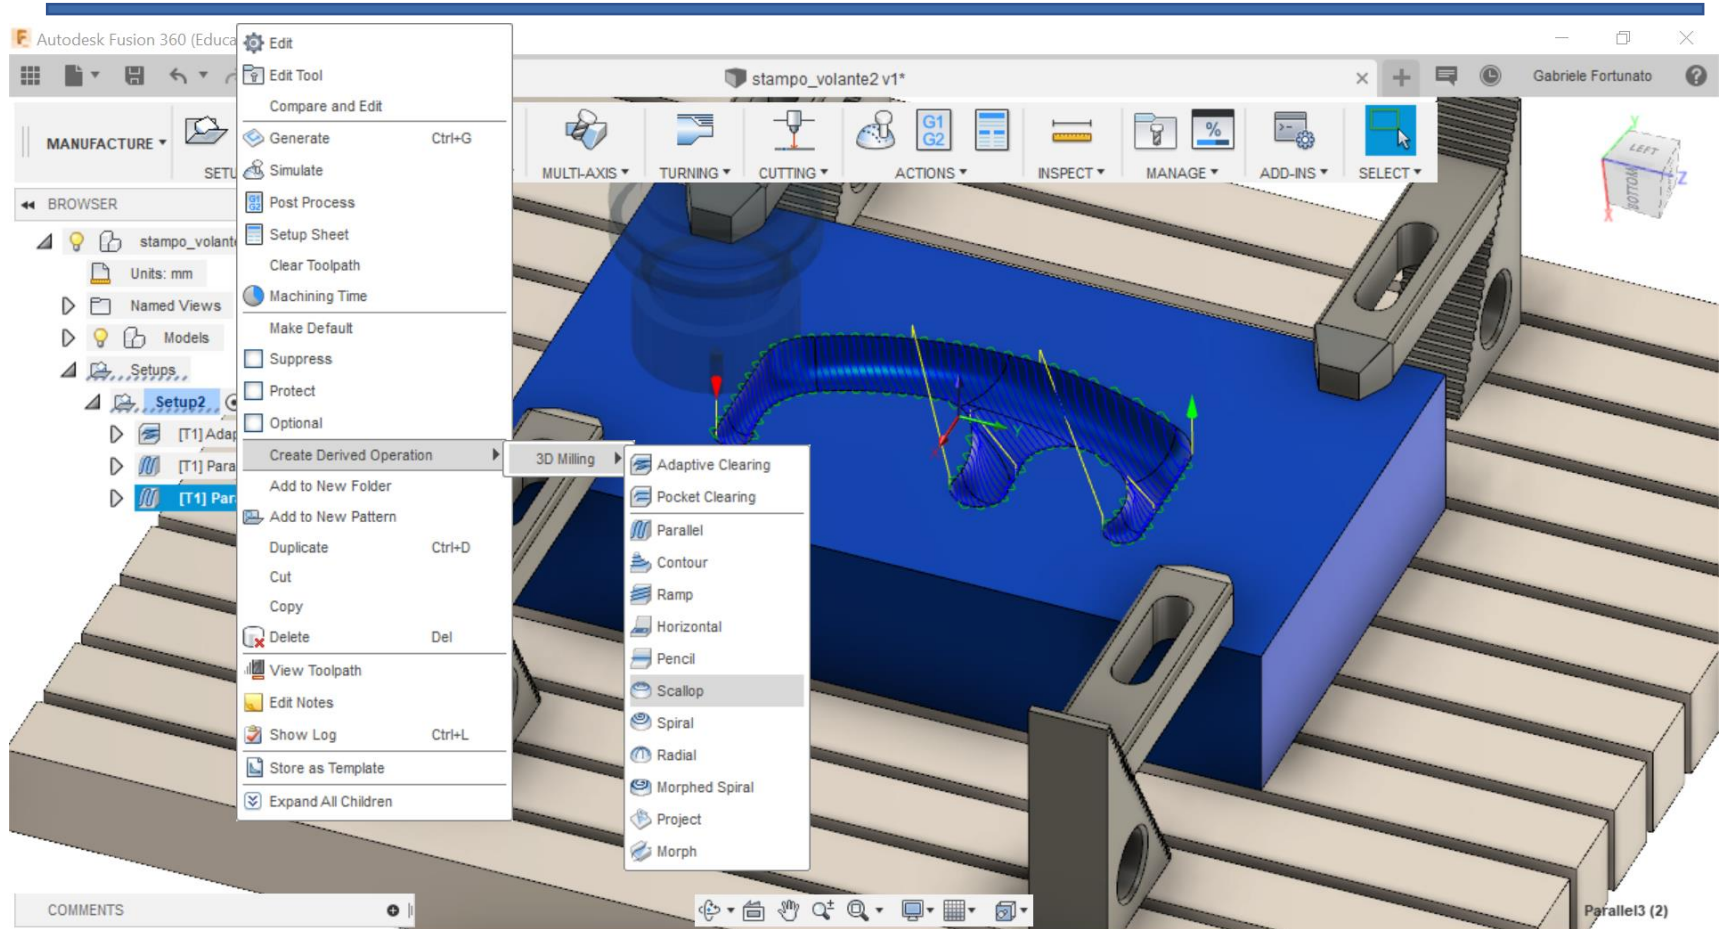 Autodesk Fusion 360 (Educa
stampo_volante2 v1*
Gabriele Fortunato
MANUFACTURE
SETU
MULTI-AXIS
TURNING
CUTTING
G1
G2
ACTIONS
INSPECT
%
MANAGE
ADD-INS
SELECT
Y
LEFT
BOTTOM
Z
X
BROWSER
stampo_volante
Units: mm
Named Views
Models
Setups
Setup2
[T1] Adap
[T1] Para
[T1] Par
Edit
Edit Tool
Compare and Edit
Generate Ctrl+G
Simulate
G1
G2
Post Process
Setup Sheet
Clear Toolpath
Machining Time
Make Default
Suppress
Protect
Optional
Create Derived Operation
Add to New Folder
Add to New Pattern
Duplicate Ctrl+D
Cut
Copy
Delete Del
View Toolpath
Edit Notes
Show Log Ctrl+L
Store as Template
Expand All Children
3D Milling
Adaptive Clearing
Pocket Clearing
Parallel
Contour
Ramp
Horizontal
Pencil
Scallop
Spiral
Radial
Morphed Spiral
Project
Morph
Y
X
COMMENTS
Parallel3 (2)